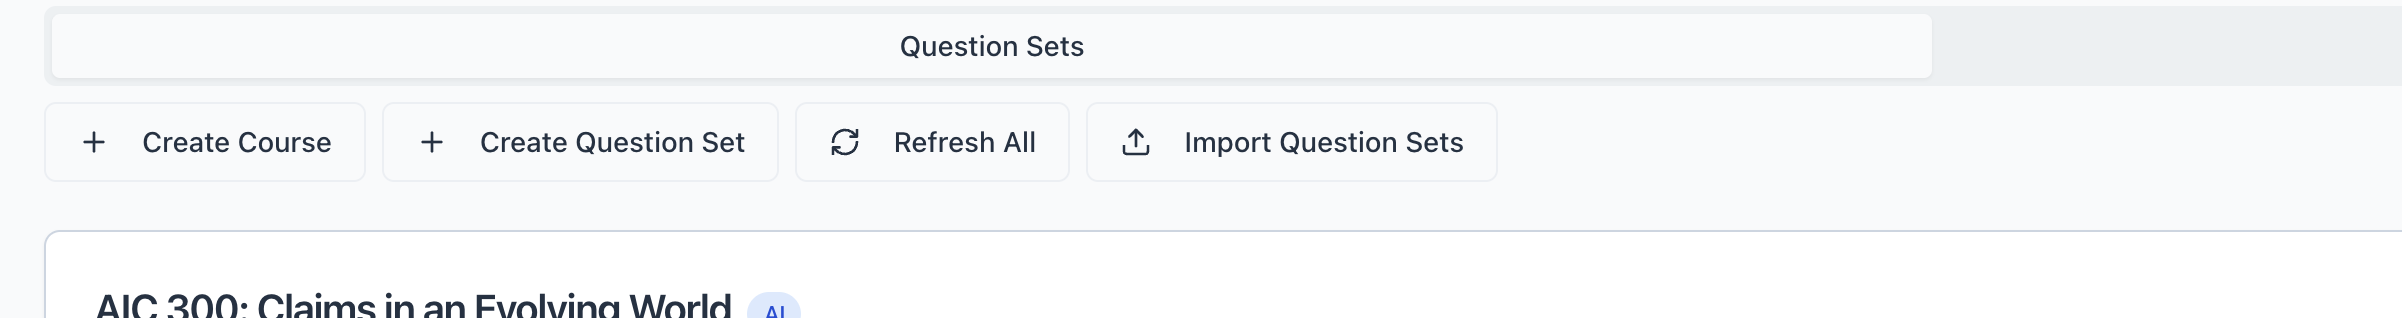 Question Sets
Create Course
Create Question Set
Refresh All
Import Question Sets
AIC 300: Claims in an Evolving World
AI